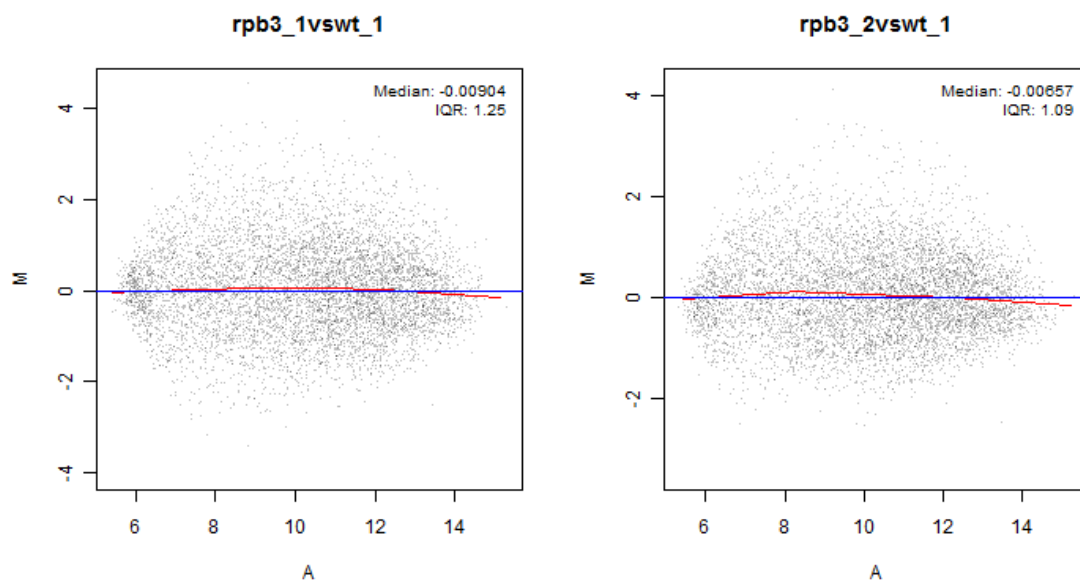 rpb3_1vswt_1
Median: -0.00904
IQR: 1.25
4
2
0
-2
-4
M
6 8 10 12 14
A
rpb3_2vswt_1
Median: -0.00657
IQR: 1.09
4
2
0
-2
M
6 8 10 12 14
A